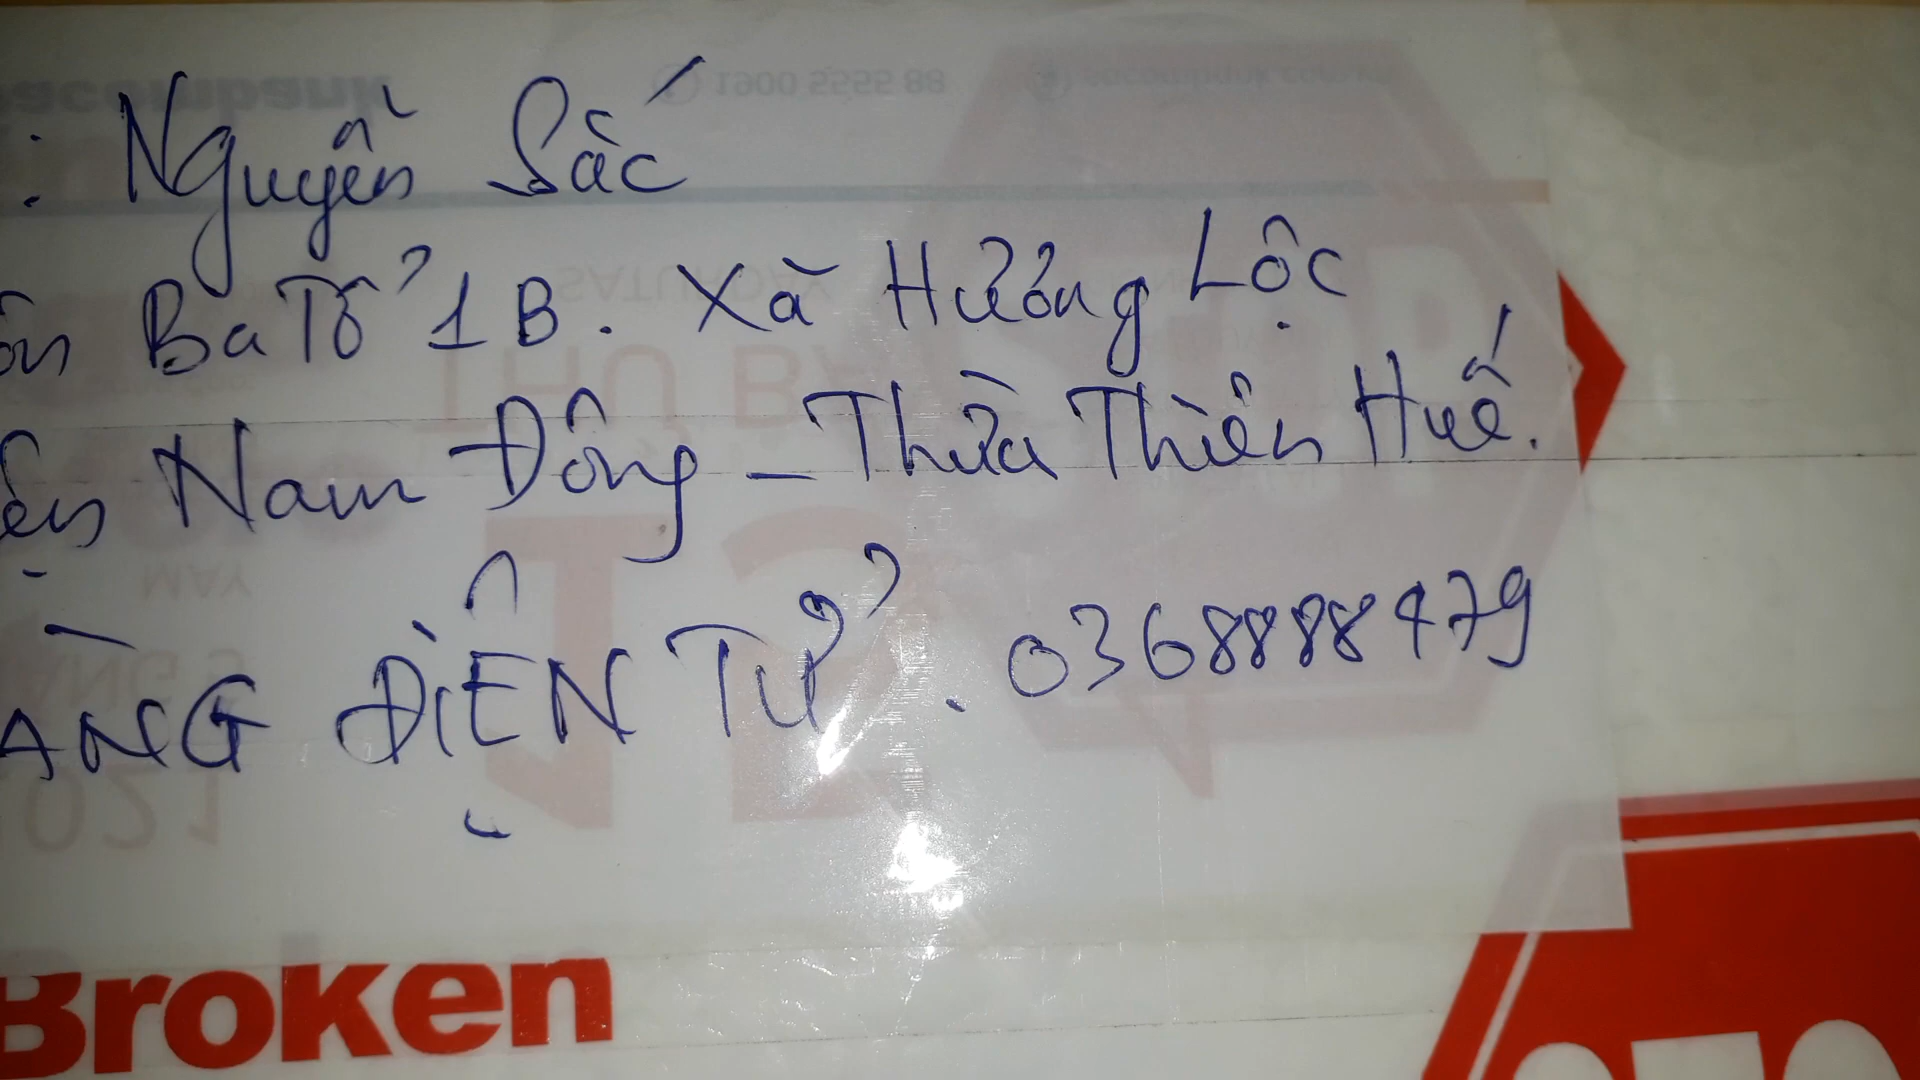 : Nguyễn Sắc
ôn Ba Tổ 1B. Xã Hương Lộc
ện Nam Đông - Thừa Thiên Huế.
ÀNG ĐIỆN TỬ. 0368888479
Broken